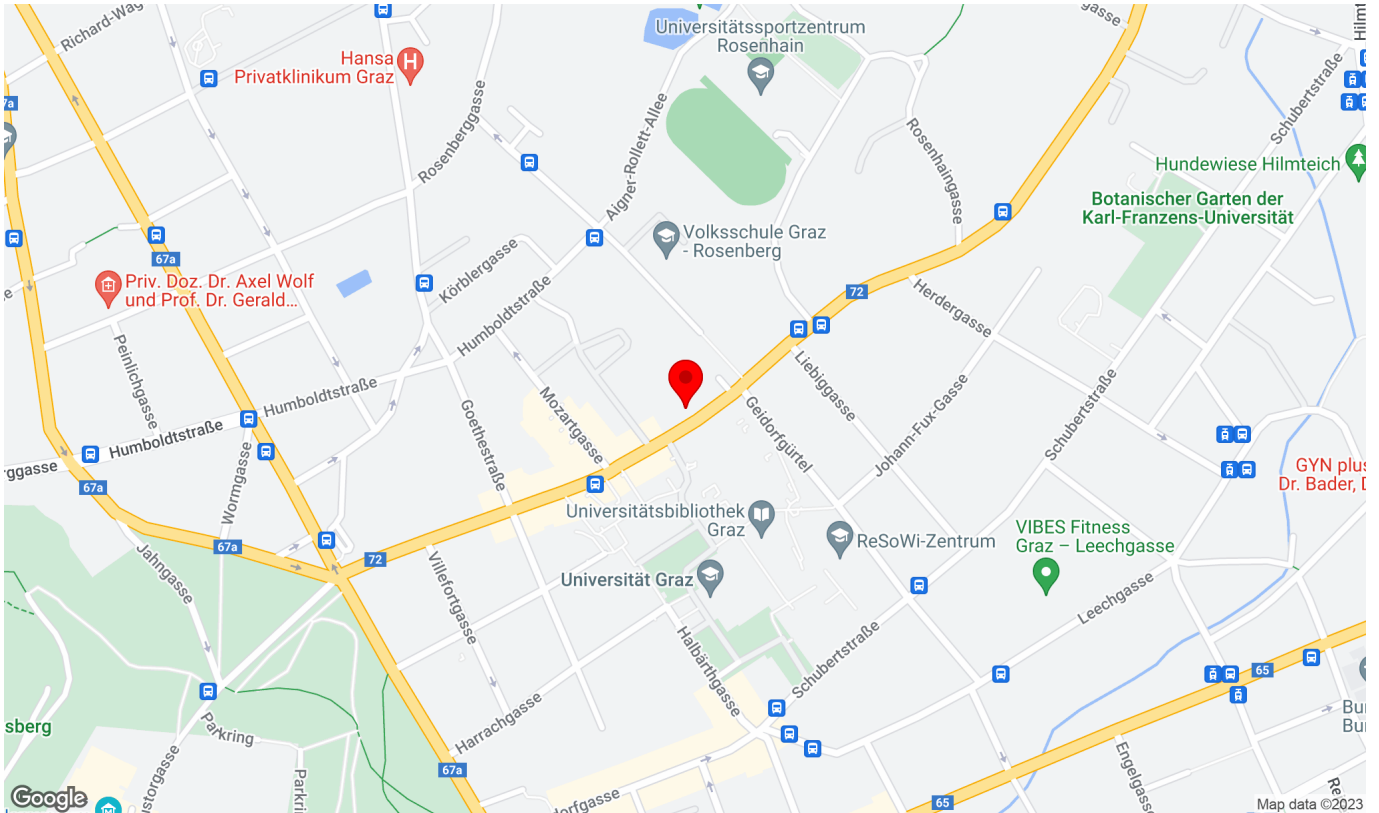 Richard-Wag
Hansa
Privatklinikum Graz
H
Universitätssportzentrum
Rosenhain
gasse
Hilmt
Schubertstraße
7a
Rosenberggasse
Aigner-Rollett-Allee
Rosenhaingasse
Hundewiese Hilmteich
Botanischer Garten der
Karl-Franzens-Universität
Volksschule Graz
- Rosenberg
67a
Körblergasse
Priv. Doz. Dr. Axel Wolf
und Prof. Dr. Gerald...
72
Herdergasse
Humboldtstraße
Peinlichgasse
Liebiggasse
Humboldtstraße
Mozartgasse
Johann-Fux-Gasse
Schubertstraße
Goethestraße
Geidorfgürtel
Humboldtstraße
rggasse
67a
Wormgasse
GYN plus
Dr. Bader, D
Universitätsbibliothek
Graz
VIBES Fitness
Graz – Leechgasse
ReSoWi-Zentrum
67a
72
Jahngasse
Villefortgasse
Universität Graz
Leechgasse
Halbärthgasse
Schubertstraße
65
Harrachgasse
sberg
Parkring
Bur
67a
Engelgasse
Parkrin
storgasse
dorfgasse
65
Google
Map data ©2023